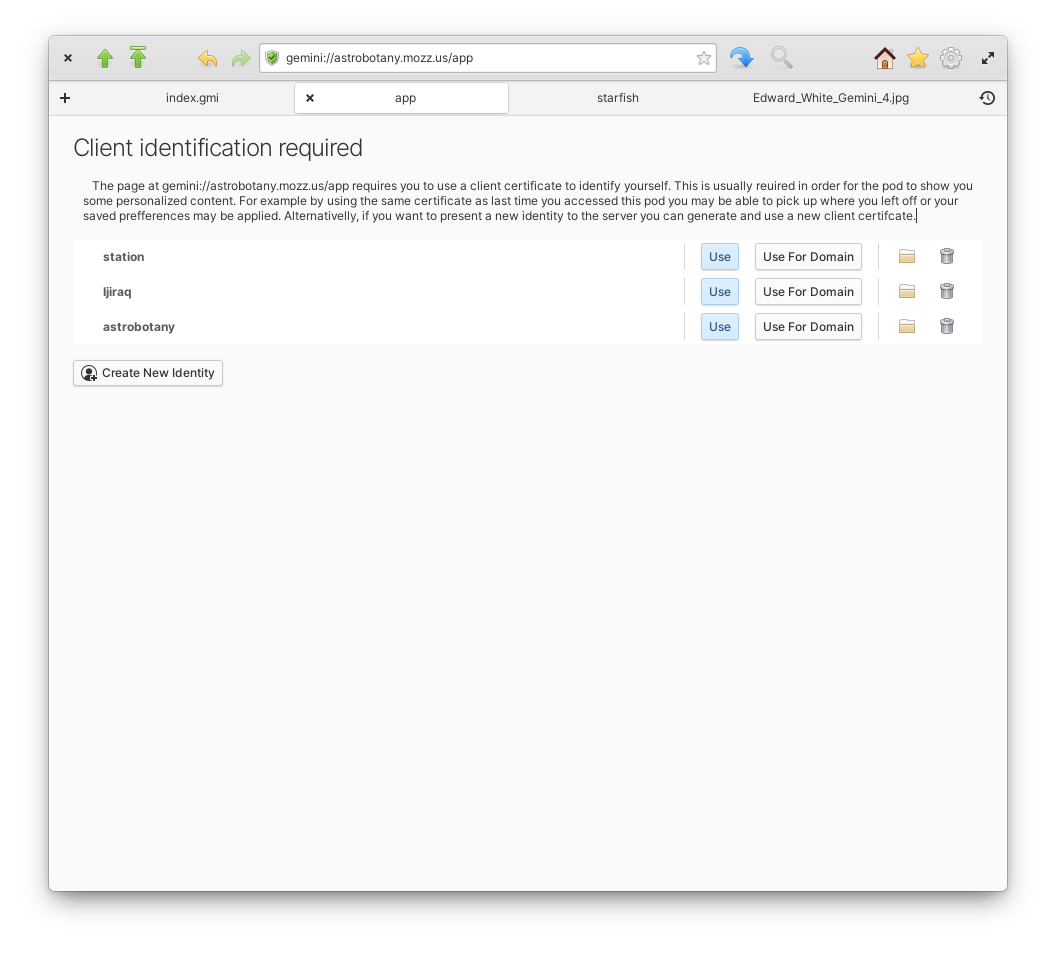 gemini://astrobotany.mozz.us/app
index.gmi
app
starfish
Edward_White_Gemini_4.jpg
Client identification required
The page at gemini://astrobotany.mozz.us/app requires you to use a client certificate to identify yourself. This is usually reuired in order for the pod to show you
some personalized content. For example by using the same certificate as last time you accessed this pod you may be able to pick up where you left off or your
saved prefferences may be applied. Alternativelly, if you want to present a new identity to the server you can generate and use a new client certifcate.
station Use Use For Domain
ljiraq Use Use For Domain
astrobotany Use Use For Domain
Create New Identity